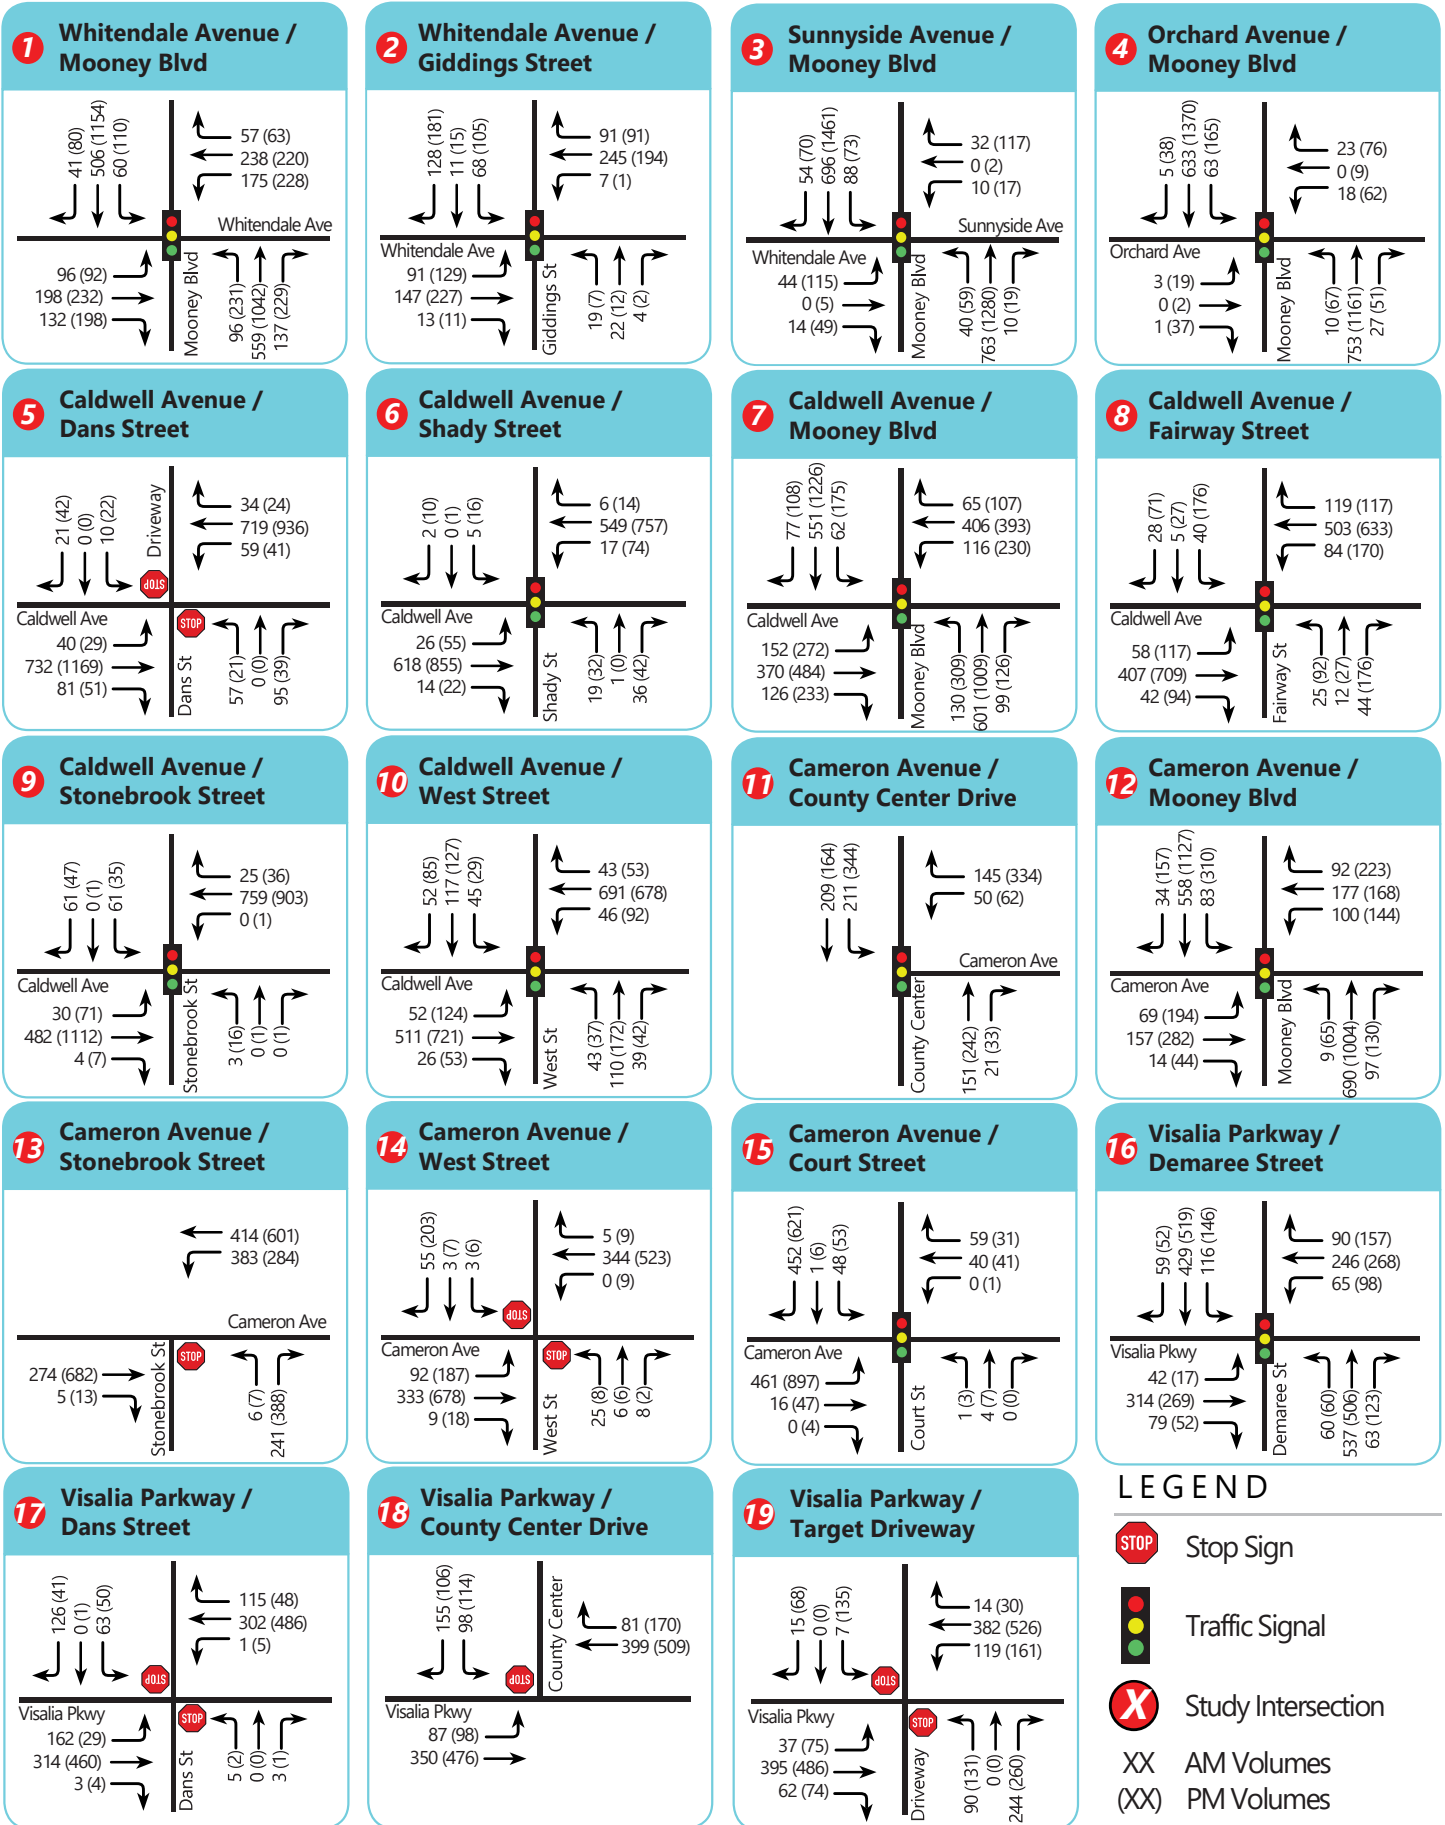 1
Whitendale Avenue /
Mooney Blvd
41 (80)
506 (1154)
60 (110)
57 (63)
238 (220)
175 (228)
Whitendale Ave
96 (92)
198 (232)
132 (198)
Mooney Blvd
96 (231)
559 (1042)
137 (229)
2
Whitendale Avenue /
Giddings Street
128 (181)
11 (15)
68 (105)
91 (91)
245 (194)
7 (1)
Whitendale Ave
91 (129)
147 (227)
13 (11)
Giddings St
19 (7)
22 (12)
4 (2)
3
Sunnyside Avenue /
Mooney Blvd
54 (70)
696 (1461)
88 (73)
32 (117)
0 (2)
10 (17)
Sunnyside Ave
Whitendale Ave
44 (115)
0 (5)
14 (49)
Mooney Blvd
40 (59)
763 (1280)
10 (19)
4
Orchard Avenue /
Mooney Blvd
5 (38)
633 (1370)
63 (165)
23 (76)
0 (9)
18 (62)
Orchard Ave
3 (19)
0 (2)
1 (37)
Mooney Blvd
10 (67)
753 (1161)
27 (51)
5
Caldwell Avenue /
Dans Street
21 (42)
0 (0)
10 (22)
Driveway
34 (24)
719 (936)
59 (41)
STOP
Caldwell Ave
STOP
40 (29)
732 (1169)
81 (51)
Dans St
57 (21)
0 (0)
95 (39)
6
Caldwell Avenue /
Shady Street
2 (10)
0 (1)
5 (16)
6 (14)
549 (757)
17 (74)
Caldwell Ave
26 (55)
618 (855)
14 (22)
Shady St
19 (32)
1 (0)
36 (42)
7
Caldwell Avenue /
Mooney Blvd
77 (108)
551 (1226)
62 (175)
65 (107)
406 (393)
116 (230)
Caldwell Ave
152 (272)
370 (484)
126 (233)
Mooney Blvd
130 (309)
601 (1009)
99 (126)
8
Caldwell Avenue /
Fairway Street
28 (71)
5 (27)
40 (176)
119 (117)
503 (633)
84 (170)
Caldwell Ave
58 (117)
407 (709)
42 (94)
Fairway St
25 (92)
12 (27)
44 (176)
9
Caldwell Avenue /
Stonebrook Street
61 (47)
0 (1)
61 (35)
25 (36)
759 (903)
0 (1)
Caldwell Ave
30 (71)
482 (1112)
4 (7)
Stonebrook St
3 (16)
0 (1)
0 (1)
10
Caldwell Avenue /
West Street
52 (85)
117 (127)
45 (29)
43 (53)
691 (678)
46 (92)
Caldwell Ave
52 (124)
511 (721)
26 (53)
West St
43 (37)
110 (172)
39 (42)
11
Cameron Avenue /
County Center Drive
209 (164)
211 (344)
145 (334)
50 (62)
Cameron Ave
County Center
151 (242)
21 (33)
12
Cameron Avenue /
Mooney Blvd
34 (157)
558 (1127)
83 (310)
92 (223)
177 (168)
100 (144)
Cameron Ave
69 (194)
157 (282)
14 (44)
Mooney Blvd
9 (65)
690 (1004)
97 (130)
13
Cameron Avenue /
Stonebrook Street
414 (601)
383 (284)
Cameron Ave
STOP
274 (682)
5 (13)
Stonebrook St
6 (7)
241 (388)
14
Cameron Avenue /
West Street
55 (203)
3 (7)
3 (6)
5 (9)
344 (523)
0 (9)
STOP
Cameron Ave
STOP
92 (187)
333 (678)
9 (18)
West St
25 (8)
6 (6)
8 (2)
15
Cameron Avenue /
Court Street
452 (621)
1 (6)
48 (53)
59 (31)
40 (41)
0 (1)
Cameron Ave
461 (897)
16 (47)
0 (4)
Court St
1 (3)
4 (7)
0 (0)
16
Visalia Parkway /
Demaree Street
59 (52)
429 (519)
116 (146)
90 (157)
246 (268)
65 (98)
Visalia Pkwy
42 (17)
314 (269)
79 (52)
Demaree St
60 (60)
537 (506)
63 (123)
17
Visalia Parkway /
Dans Street
126 (41)
0 (1)
63 (50)
115 (48)
302 (486)
1 (5)
STOP
Visalia Pkwy
STOP
162 (29)
314 (460)
3 (4)
Dans St
5 (2)
0 (0)
3 (1)
18
Visalia Parkway /
County Center Drive
155 (106)
98 (114)
County Center
81 (170)
399 (509)
STOP
Visalia Pkwy
87 (98)
350 (476)
19
Visalia Parkway /
Target Driveway
15 (68)
0 (0)
7 (135)
14 (30)
382 (526)
119 (161)
STOP
Visalia Pkwy
STOP
37 (75)
395 (486)
62 (74)
Driveway
90 (131)
0 (0)
244 (260)
LEGEND
STOP Stop Sign
Traffic Signal
X Study Intersection
XX AM Volumes
(XX) PM Volumes